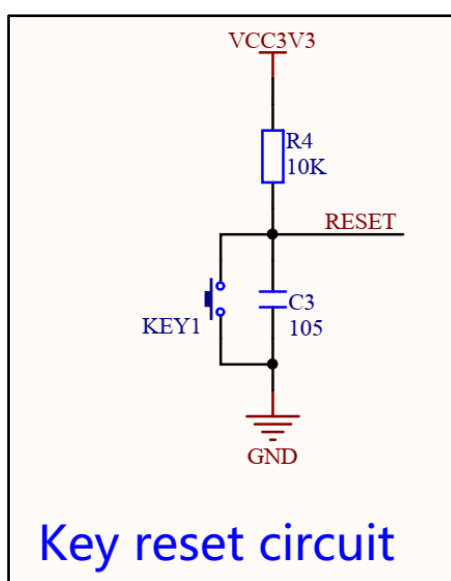 VCC3V3
R4
10K
RESET
C3
KEY1
105
GND
Key reset circuit